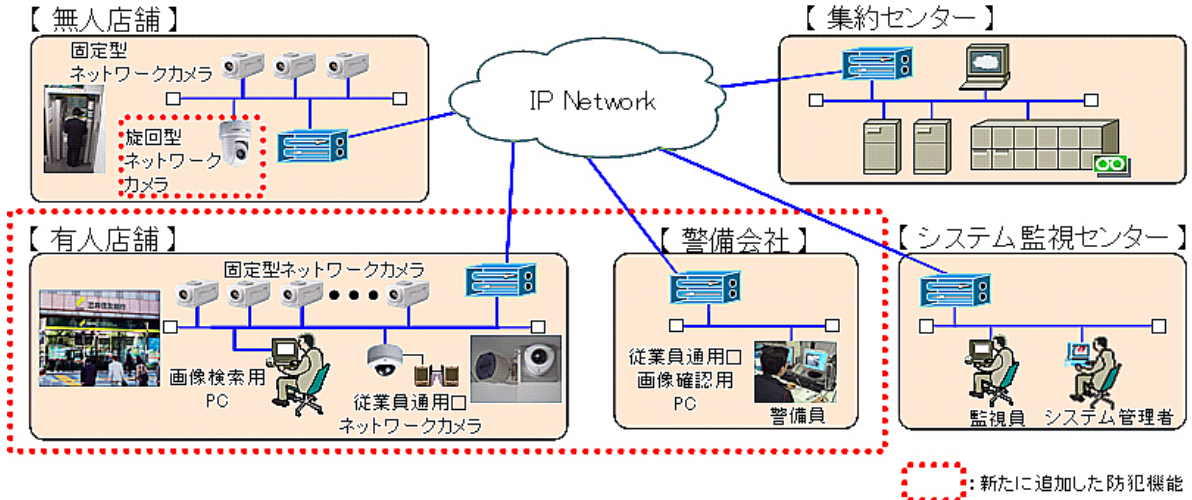 【 無人店舗 】
固定型
ネットワークカメラ
旋回型
ネットワーク
カメラ
IP Network
【 集約センター 】
【 有人店舗 】
固定型ネットワークカメラ
三井住友銀行
画像検索用
PC
従業員通用口
ネットワークカメラ
【 警備会社 】
従業員通用口
画像確認用
PC
警備員
【 システム監視センター 】
監視員
システム管理者
：新たに追加した防犯機能